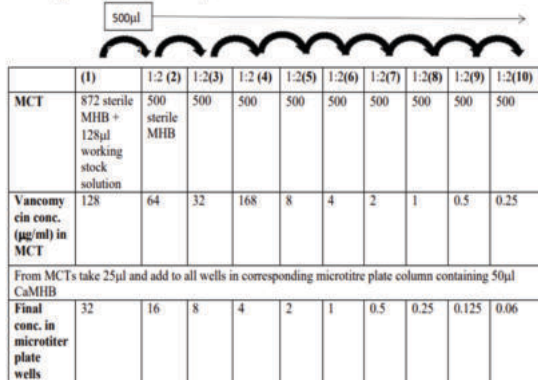 500µl
(1) 1:2 (2) 1:2(3) 1:2 (4) 1:2(5) 1:2(6) 1:2(7) 1:2(8) 1:2(9) 1:2(10)
MCT 872 sterile 500 500 500 500 500 500 500 500 500
MHB + sterile
128µl MHB
working
stock
solution
Vancomy 128 64 32 168 8 4 2 1 0.5 0.25
cin conc.
(µg/ml) in
MCT
From MCTs take 25µl and add to all wells in corresponding microtitre plate column containing 50µl
CaMHB
Final 32 16 8 4 2 1 0.5 0.25 0.125 0.06
conc. in
microtiter
plate
wells